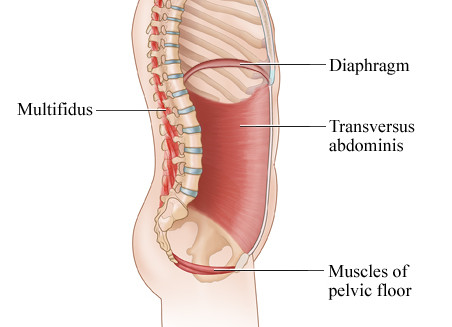 Diaphragm
Multifidus
Transversus
abdominis
Muscles of
pelvic floor